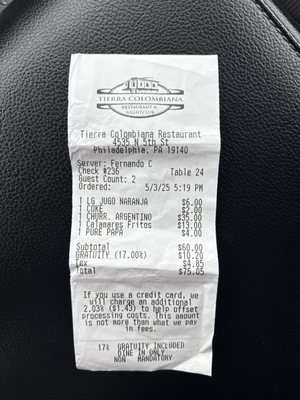 TIERRA COLOMBIANA
RESTAURANT &
NIGHTCLUB
Tierra Colombiana Restaurant
4535 N 5th St
Philadelphia, PA 19140
Server: Fernando C
Check #236 Table 24
Guest Count: 2
Ordered: 5/3/25 5:19 PM
1 LG JUGO NARANJA $6.00
1 COKE $2.00
1 CHURR. ARGENTINO $35.00
1 Calamares Fritos $13.00
1 PURE PAPA $4.00
Subtotal $60.00
GRATUITY (17.00%) $10.20
Tax $4.85
Total $75.05
If you use a credit card, we
will charge an additional
2.03% ($1.43) to help offset
processing costs. This amount
is not more than what we pay
in fees.
17% GRATUITY INCLUDED
DINE IN ONLY
NON MANDATORY